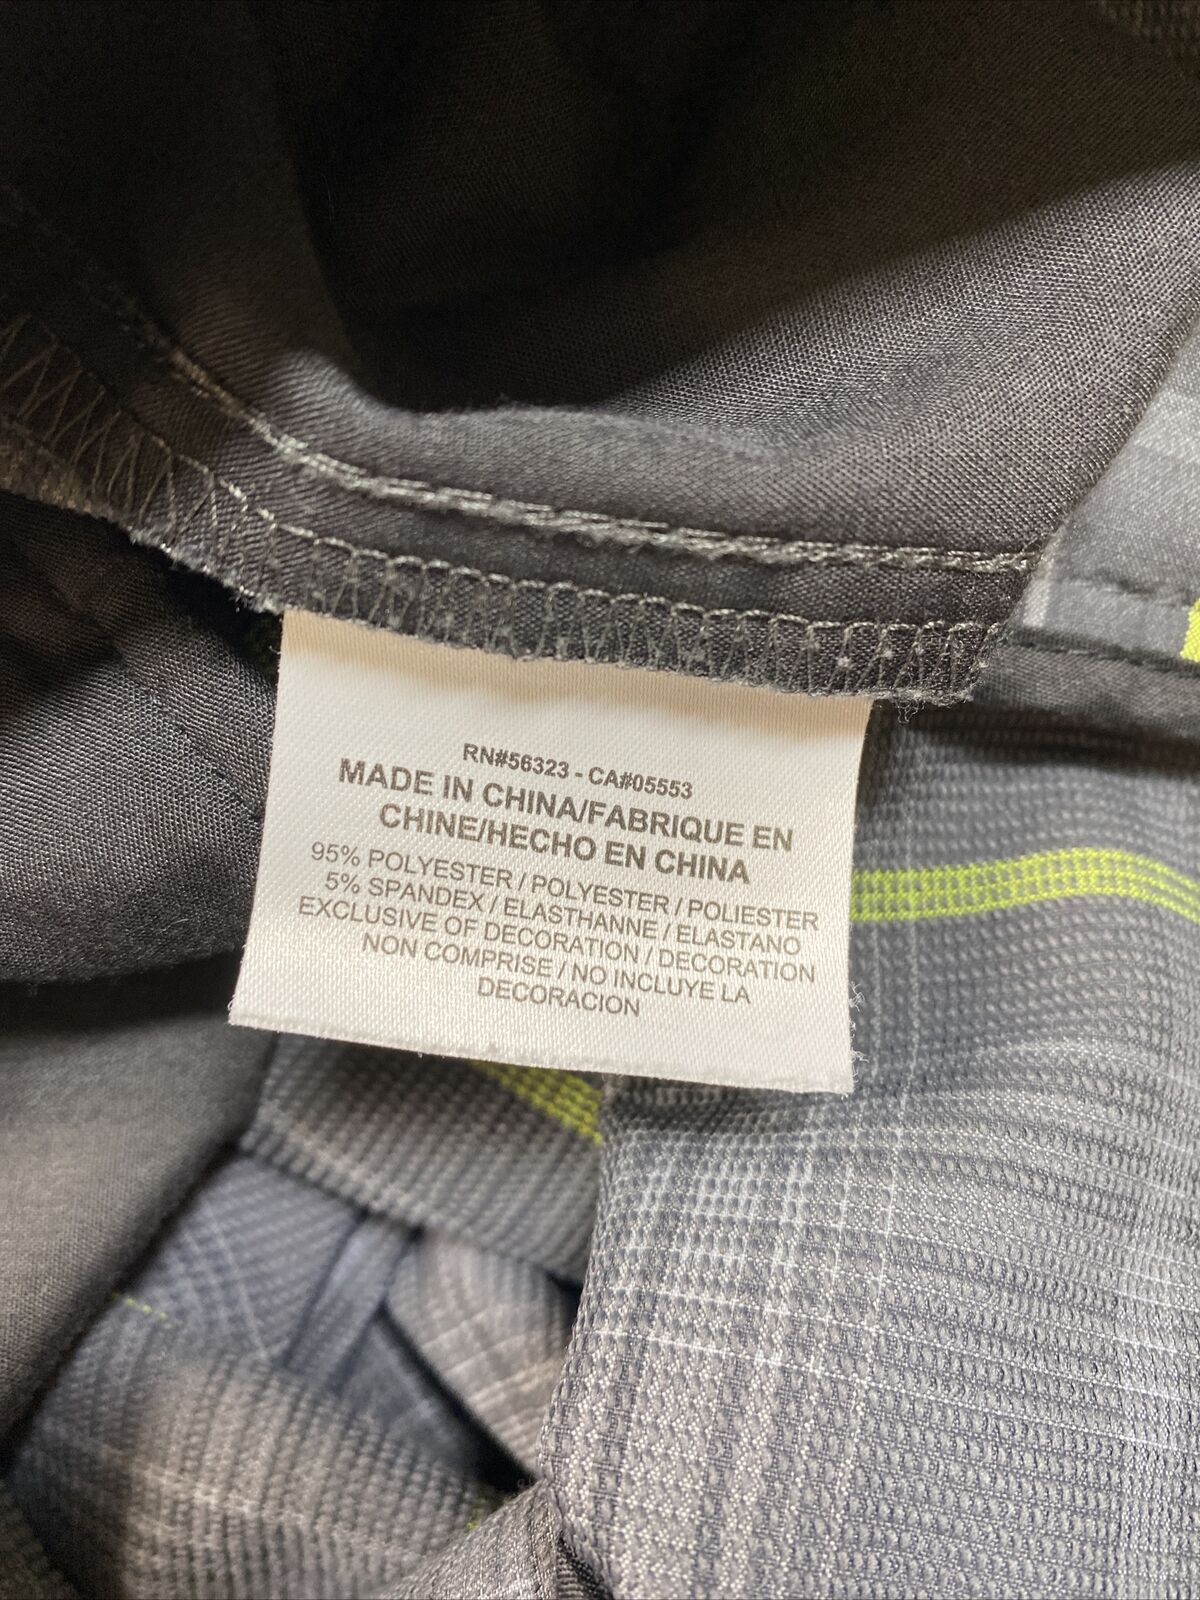 RN#56323 - CA#05553
MADE IN CHINA/FABRIQUE EN
CHINE/HECHO EN CHINA
95% POLYESTER / POLYESTER / POLIESTER
5% SPANDEX / ELASTHANNE / ELASTANO
EXCLUSIVE OF DECORATION / DECORATION
NON COMPRISE / NO INCLUYE LA
DECORACION